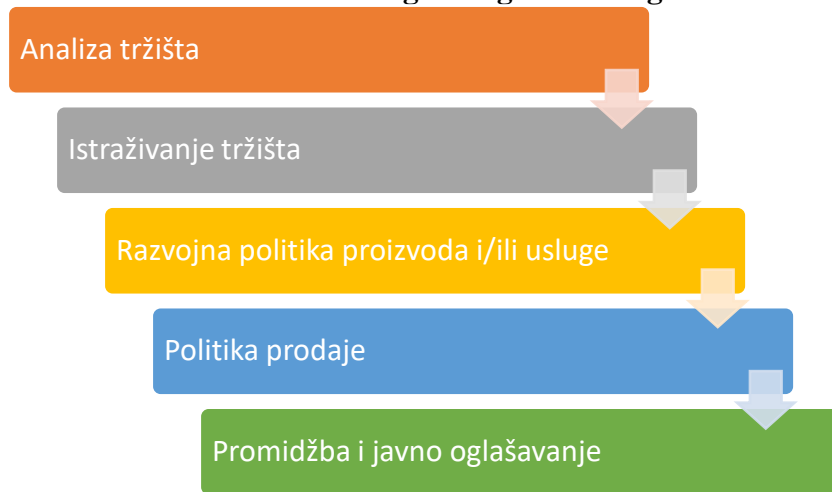 Analiza tržišta
Istraživanje tržišta
Razvojna politika proizvoda i/ili usluge
Politika prodaje
Promidžba i javno oglašavanje